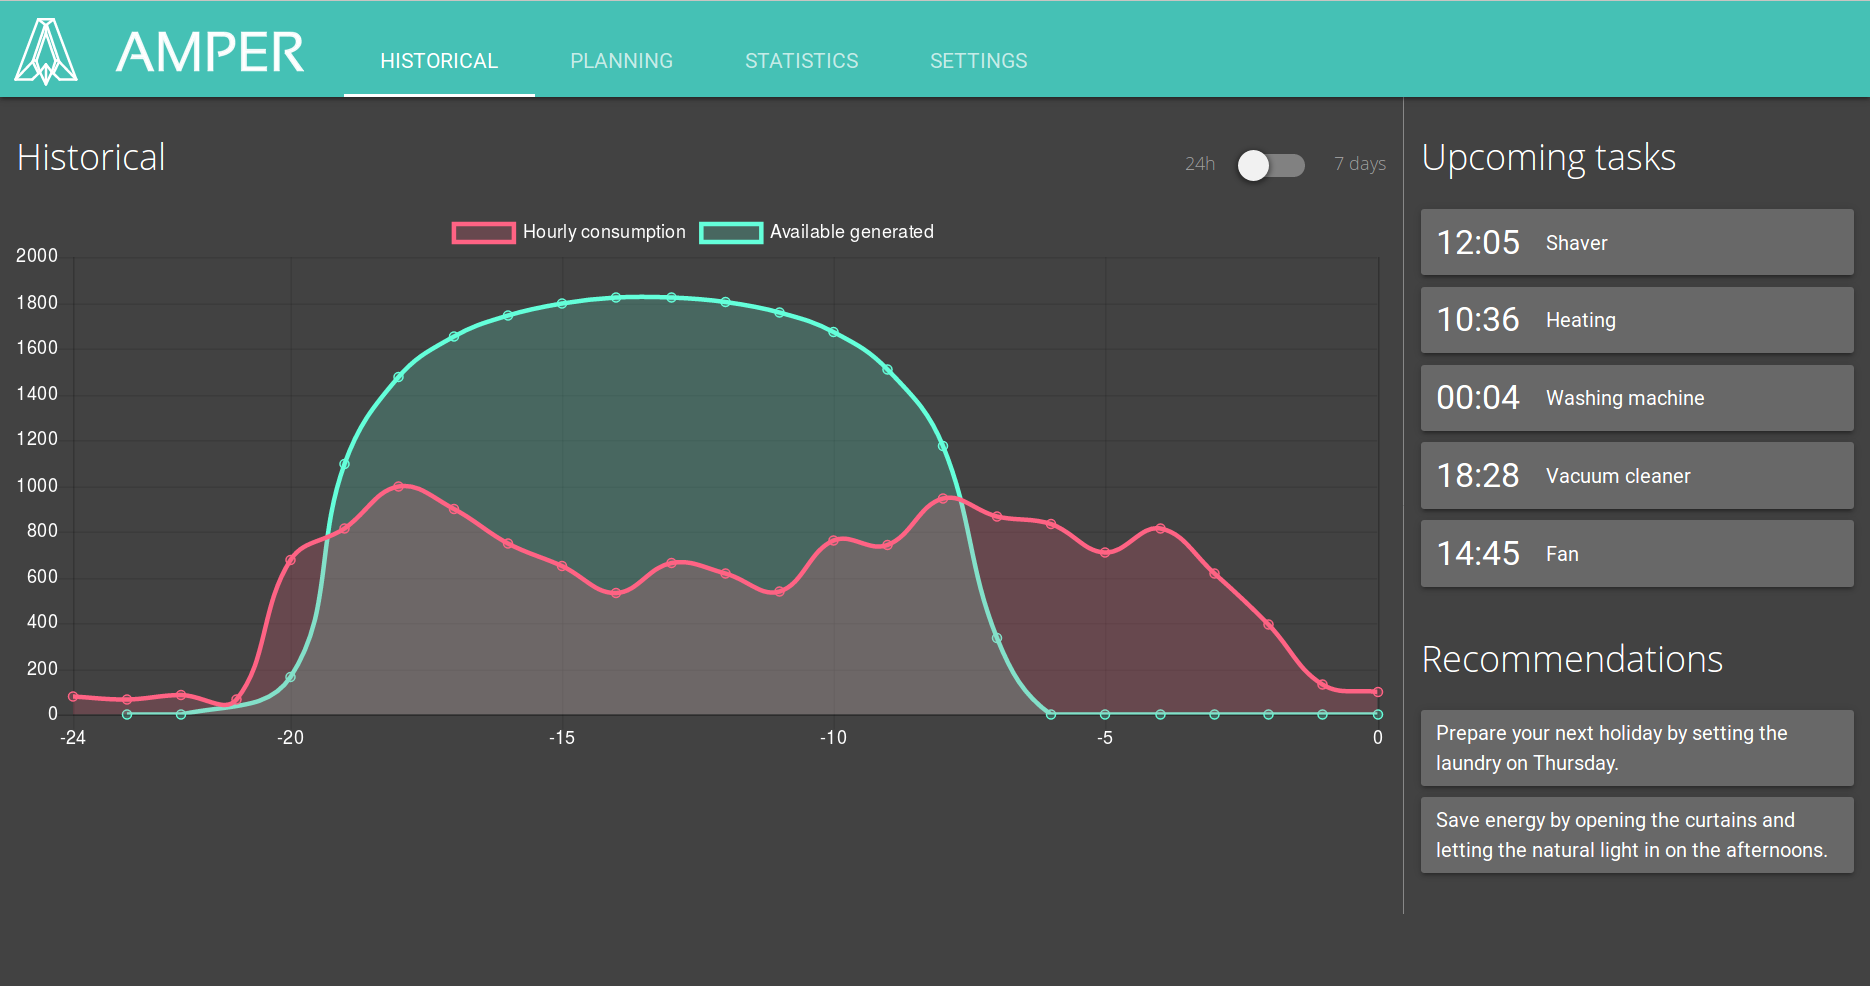 AMPER
HISTORICAL
PLANNING
STATISTICS
SETTINGS
Historical
24h
7 days
Hourly consumption
Available generated
2000
1800
1600
1400
1200
1000
800
600
400
200
0
-24
-20
-15
-10
-5
0
Upcoming tasks
12:05 Shaver
10:36 Heating
00:04 Washing machine
18:28 Vacuum cleaner
14:45 Fan
Recommendations
Prepare your next holiday by setting the
laundry on Thursday.
Save energy by opening the curtains and
letting the natural light in on the afternoons.